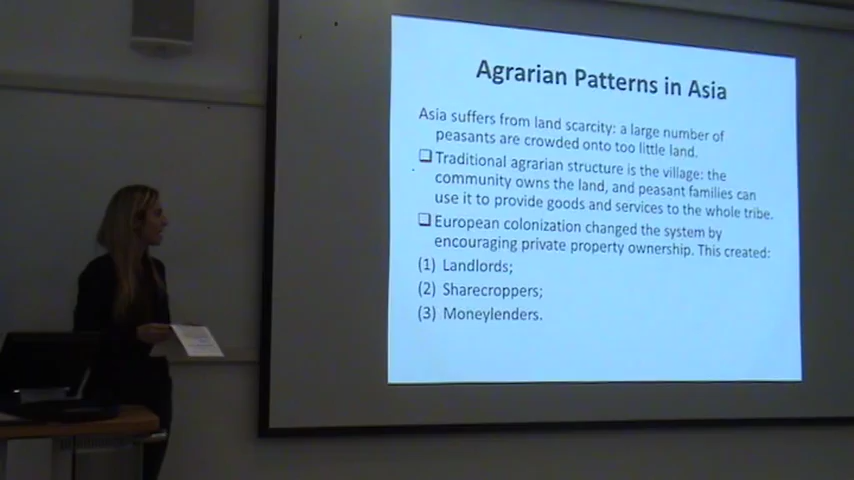 Agrarian Patterns in Asia
Asia suffers from land scarcity: a large number of
peasants are crowded onto too little land.
❑ Traditional agrarian structure is the village: the
community owns the land, and peasant families can
use it to provide goods and services to the whole tribe.
❑ European colonization changed the system by
encouraging private property ownership. This created:
(1) Landlords;
(2) Sharecroppers;
(3) Moneylenders.